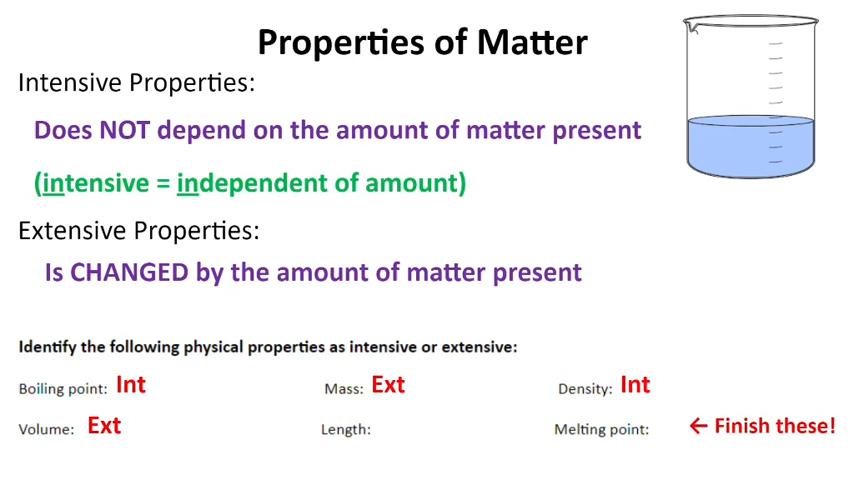 Properties of Matter
Intensive Properties:
Does NOT depend on the amount of matter present
(intensive = independent of amount)
Extensive Properties:
Is CHANGED by the amount of matter present
Identify the following physical properties as intensive or extensive:
Boiling point: Int Mass: Ext Density: Int
Volume: Ext Length: Melting point: ← Finish these!